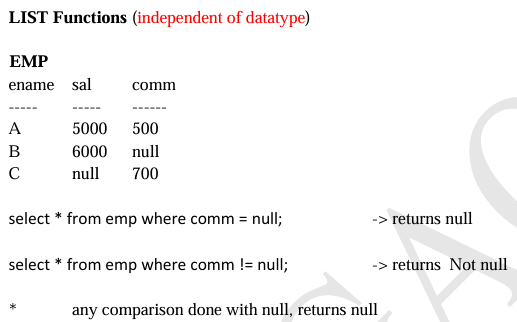 LIST Functions (independent of datatype)
EMP
ename sal comm
----- ----- ------
A 5000 500
B 6000 null
C null 700
select * from emp where comm = null; -> returns null
select * from emp where comm != null; -> returns Not null
* any comparison done with null, returns null